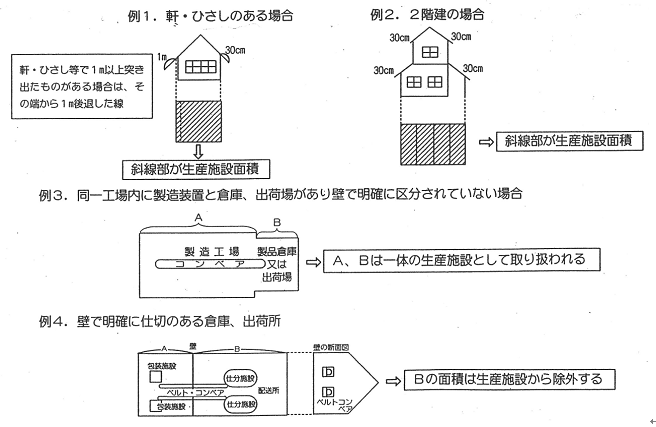 例１．軒・ひさしのある場合
例２．２階建の場合
1m
30cm
30cm
30cm
30cm
30cm
軒・ひさし等で１m以上突き
出たものがある場合は、そ
の端から１m後退した線
斜線部が生産施設面積
斜線部が生産施設面積
例３．同一工場内に製造装置と倉庫、出荷場があり壁で明確に区分されていない場合
A
B
製造工場
コンベア
製品倉庫
又は
出荷場
Ａ、Ｂは一体の生産施設として取り扱われる
例４．壁で明確に仕切のある倉庫、出荷所
A
壁
B
壁の断面図
包装施設
仕分施設
ベルト・コンベア
配送所
包装施設
仕分施設
ベルトコン
ベア
Ｂの面積は生産施設から除外する